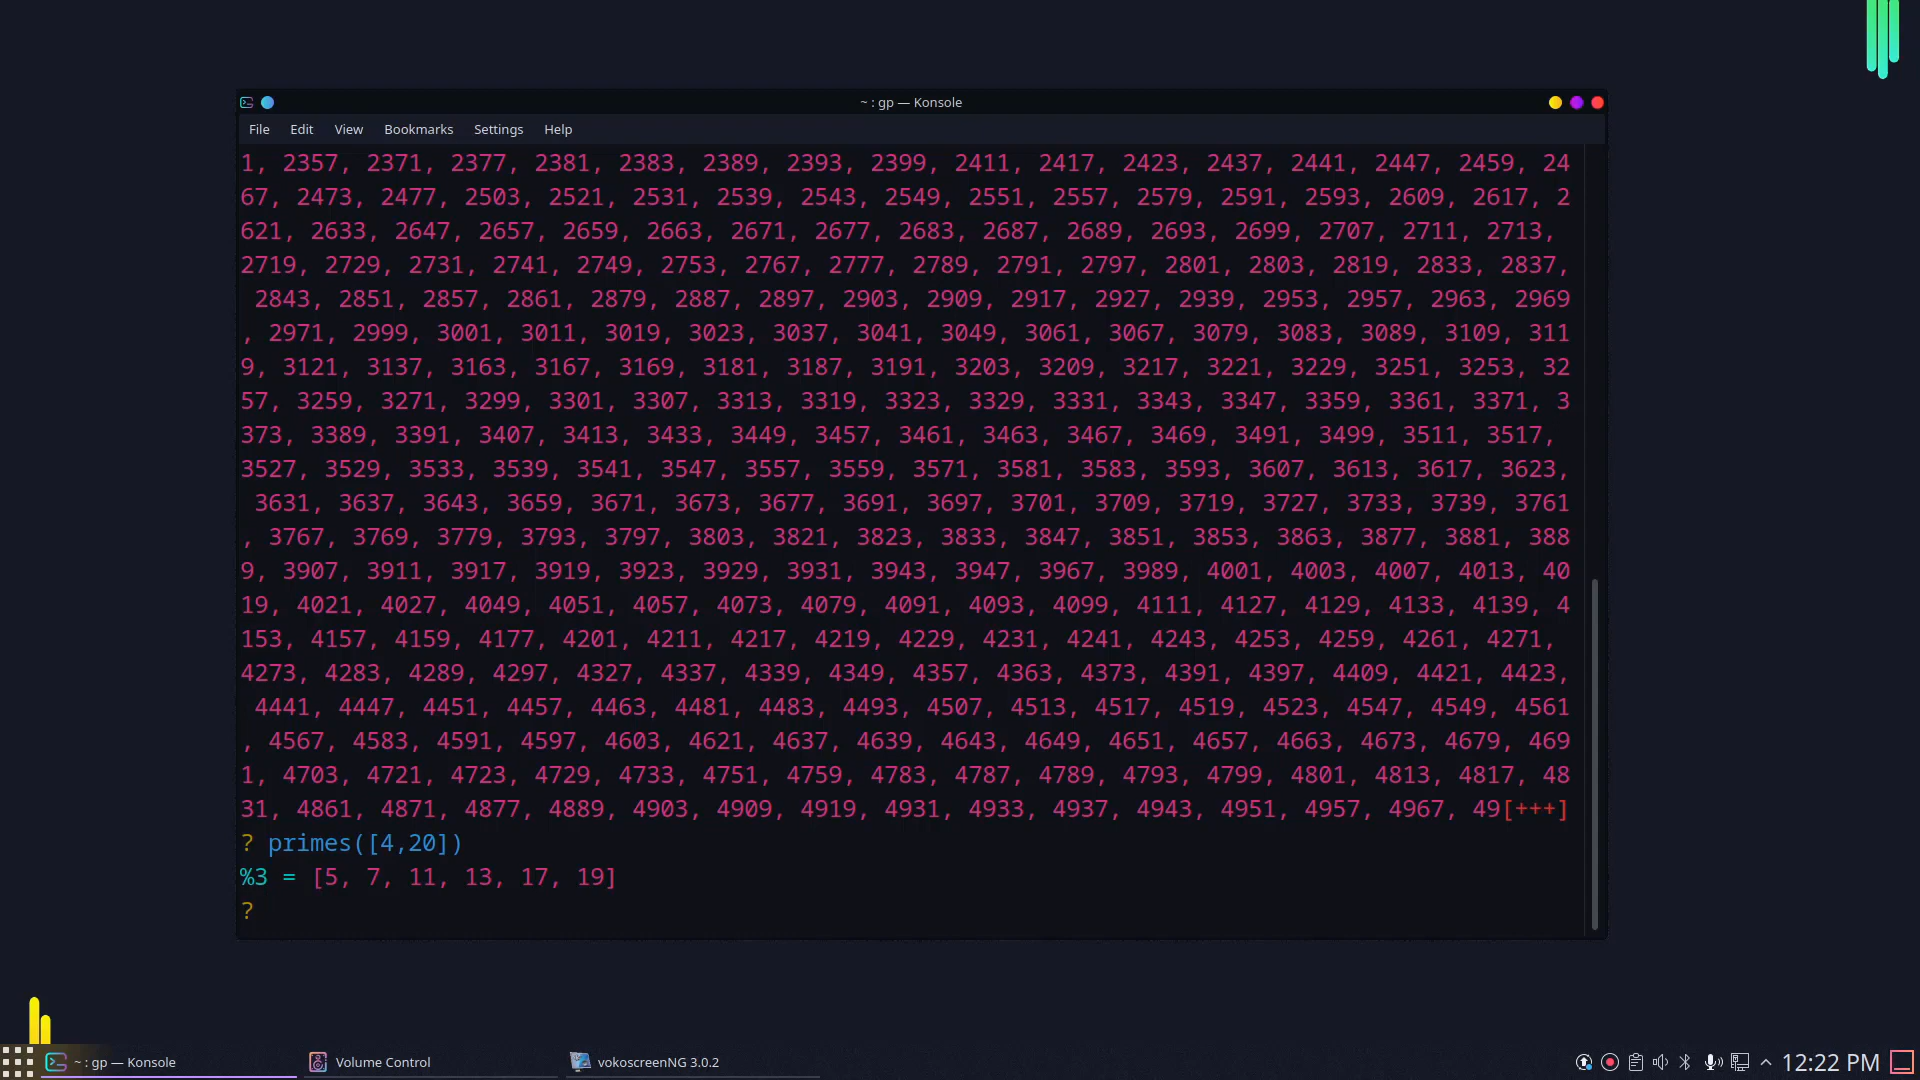 ~ : gp — Konsole
File Edit View Bookmarks Settings Help
1, 2357, 2371, 2377, 2381, 2383, 2389, 2393, 2399, 2411, 2417, 2423, 2437, 2441, 2447, 2459, 24
67, 2473, 2477, 2503, 2521, 2531, 2539, 2543, 2549, 2551, 2557, 2579, 2591, 2593, 2609, 2617, 2
621, 2633, 2647, 2657, 2659, 2663, 2671, 2677, 2683, 2687, 2689, 2693, 2699, 2707, 2711, 2713,
2719, 2729, 2731, 2741, 2749, 2753, 2767, 2777, 2789, 2791, 2797, 2801, 2803, 2819, 2833, 2837,
2843, 2851, 2857, 2861, 2879, 2887, 2897, 2903, 2909, 2917, 2927, 2939, 2953, 2957, 2963, 2969
, 2971, 2999, 3001, 3011, 3019, 3023, 3037, 3041, 3049, 3061, 3067, 3079, 3083, 3089, 3109, 311
9, 3121, 3137, 3163, 3167, 3169, 3181, 3187, 3191, 3203, 3209, 3217, 3221, 3229, 3251, 3253, 32
57, 3259, 3271, 3299, 3301, 3307, 3313, 3319, 3323, 3329, 3331, 3343, 3347, 3359, 3361, 3371, 3
373, 3389, 3391, 3407, 3413, 3433, 3449, 3457, 3461, 3463, 3467, 3469, 3491, 3499, 3511, 3517,
3527, 3529, 3533, 3539, 3541, 3547, 3557, 3559, 3571, 3581, 3583, 3593, 3607, 3613, 3617, 3623,
3631, 3637, 3643, 3659, 3671, 3673, 3677, 3691, 3697, 3701, 3709, 3719, 3727, 3733, 3739, 3761
, 3767, 3769, 3779, 3793, 3797, 3803, 3821, 3823, 3833, 3847, 3851, 3853, 3863, 3877, 3881, 388
9, 3907, 3911, 3917, 3919, 3923, 3929, 3931, 3943, 3947, 3967, 3989, 4001, 4003, 4007, 4013, 40
19, 4021, 4027, 4049, 4051, 4057, 4073, 4079, 4091, 4093, 4099, 4111, 4127, 4129, 4133, 4139, 4
153, 4157, 4159, 4177, 4201, 4211, 4217, 4219, 4229, 4231, 4241, 4243, 4253, 4259, 4261, 4271,
4273, 4283, 4289, 4297, 4327, 4337, 4339, 4349, 4357, 4363, 4373, 4391, 4397, 4409, 4421, 4423,
4441, 4447, 4451, 4457, 4463, 4481, 4483, 4493, 4507, 4513, 4517, 4519, 4523, 4547, 4549, 4561
, 4567, 4583, 4591, 4597, 4603, 4621, 4637, 4639, 4643, 4649, 4651, 4657, 4663, 4673, 4679, 469
1, 4703, 4721, 4723, 4729, 4733, 4751, 4759, 4783, 4787, 4789, 4793, 4799, 4801, 4813, 4817, 48
31, 4861, 4871, 4877, 4889, 4903, 4909, 4919, 4931, 4933, 4937, 4943, 4951, 4957, 4967, 49[+++]
? primes([4,20])
%3 = [5, 7, 11, 13, 17, 19]
?
~ : gp — Konsole Volume Control vokoscreenNG 3.0.2 12:22 PM